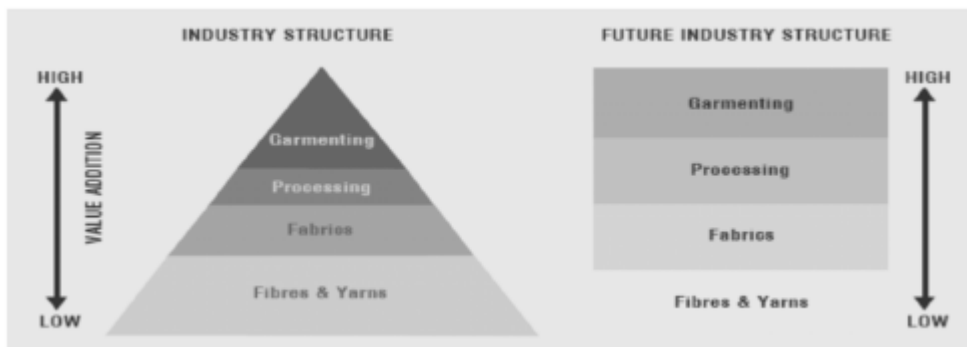 INDUSTRY STRUCTURE
HIGH
VALUE ADDITION
LOW
Garmenting
Processing
Fabrics
Fibres & Yarns
FUTURE INDUSTRY STRUCTURE
Garmenting
Processing
Fabrics
Fibres & Yarns
HIGH
LOW